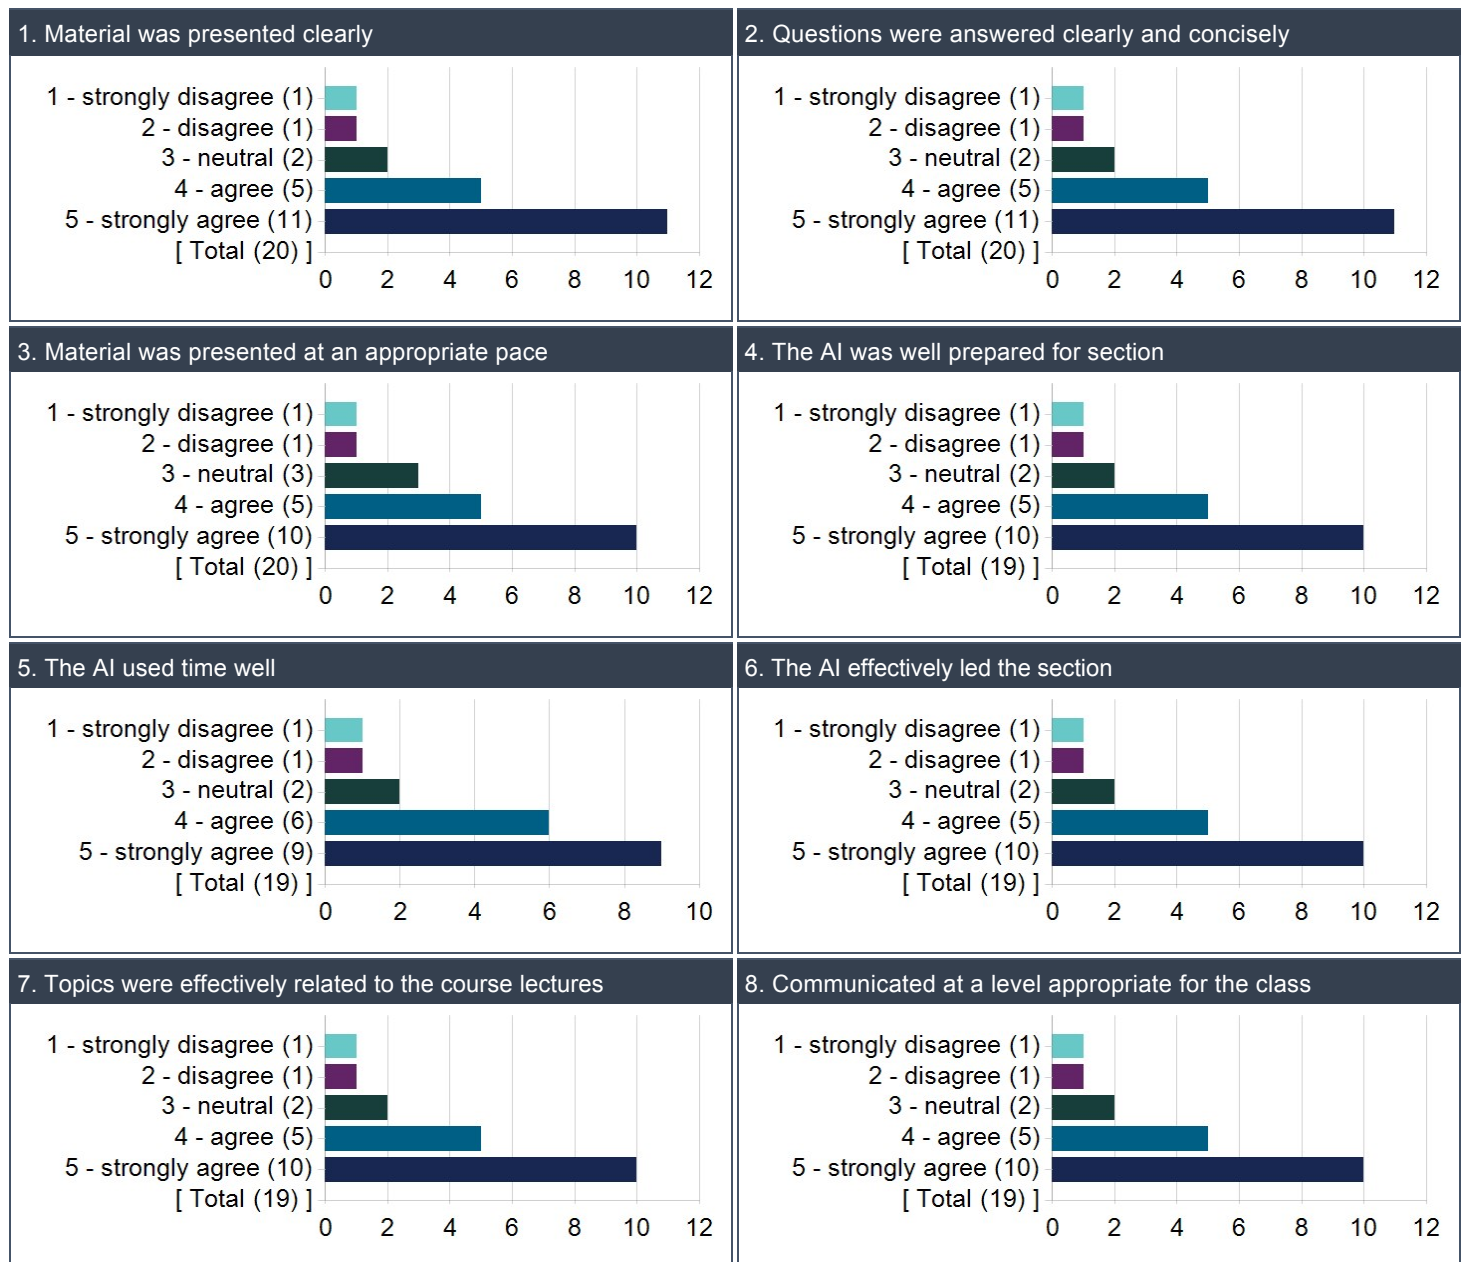 1. Material was presented clearly
1 - strongly disagree (1)
2 - disagree (1)
3 - neutral (2)
4 - agree (5)
5 - strongly agree (11)
[ Total (20) ]
0 2 4 6 8 10 12
2. Questions were answered clearly and concisely
1 - strongly disagree (1)
2 - disagree (1)
3 - neutral (2)
4 - agree (5)
5 - strongly agree (11)
[ Total (20) ]
0 2 4 6 8 10 12
3. Material was presented at an appropriate pace
1 - strongly disagree (1)
2 - disagree (1)
3 - neutral (3)
4 - agree (5)
5 - strongly agree (10)
[ Total (20) ]
0 2 4 6 8 10 12
4. The AI was well prepared for section
1 - strongly disagree (1)
2 - disagree (1)
3 - neutral (2)
4 - agree (5)
5 - strongly agree (10)
[ Total (19) ]
0 2 4 6 8 10 12
5. The AI used time well
1 - strongly disagree (1)
2 - disagree (1)
3 - neutral (2)
4 - agree (6)
5 - strongly agree (9)
[ Total (19) ]
0 2 4 6 8 10
6. The AI effectively led the section
1 - strongly disagree (1)
2 - disagree (1)
3 - neutral (2)
4 - agree (5)
5 - strongly agree (10)
[ Total (19) ]
0 2 4 6 8 10 12
7. Topics were effectively related to the course lectures
1 - strongly disagree (1)
2 - disagree (1)
3 - neutral (2)
4 - agree (5)
5 - strongly agree (10)
[ Total (19) ]
0 2 4 6 8 10 12
8. Communicated at a level appropriate for the class
1 - strongly disagree (1)
2 - disagree (1)
3 - neutral (2)
4 - agree (5)
5 - strongly agree (10)
[ Total (19) ]
0 2 4 6 8 10 12